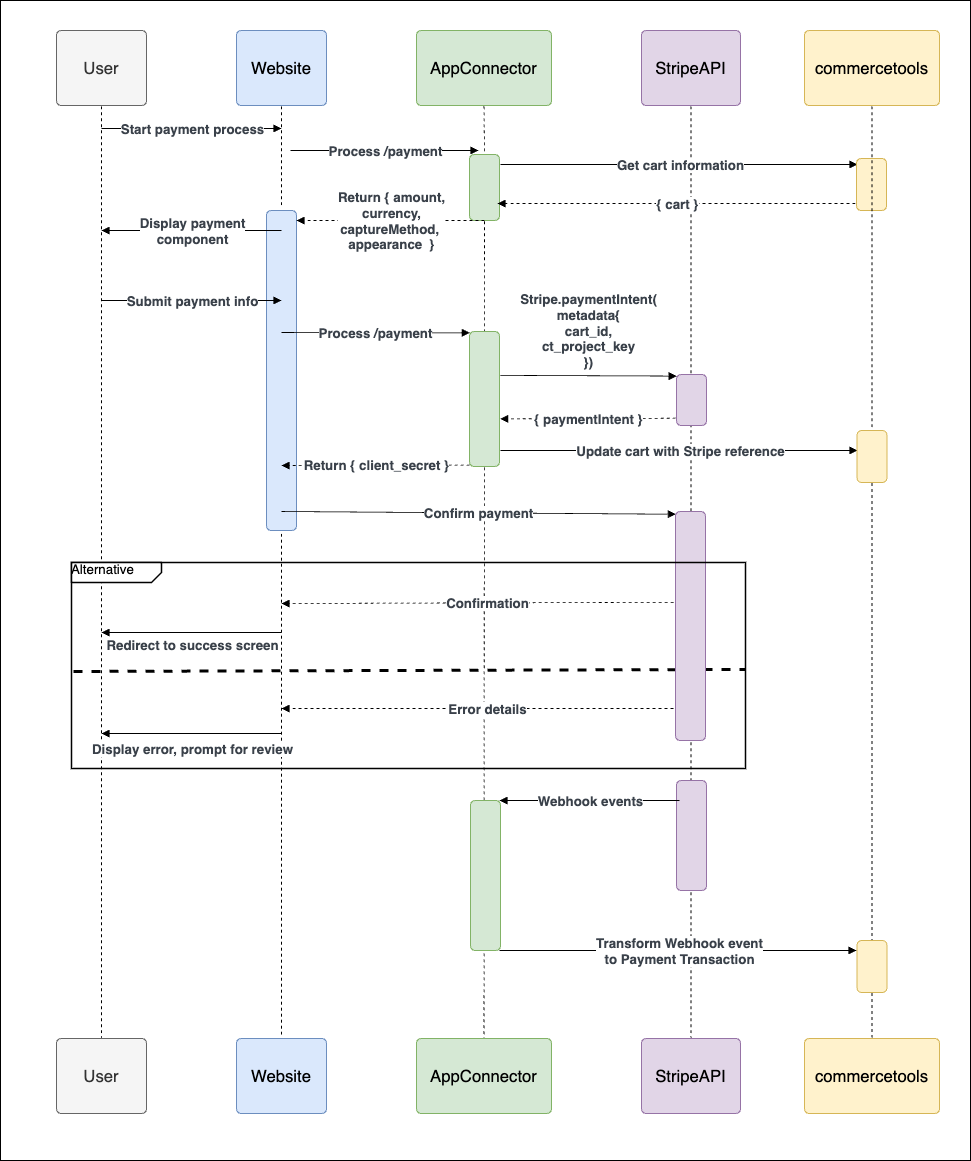 User
Website
AppConnector
StripeAPI
commercetools
Start payment process
Process /payment
Get cart information
Return { amount,
currency,
captureMethod,
appearance  }
{ cart }
Display payment
component
Submit payment info
Stripe.paymentIntent(
metadata{
cart_id,
ct_project_key
})
Process /payment
{ paymentIntent }
Update cart with Stripe reference
Return { client_secret }
Confirm payment
Alternative
Confirmation
Redirect to success screen
Error details
Display error, prompt for review
Webhook events
Transform Webhook event
to Payment Transaction
User
Website
AppConnector
StripeAPI
commercetools